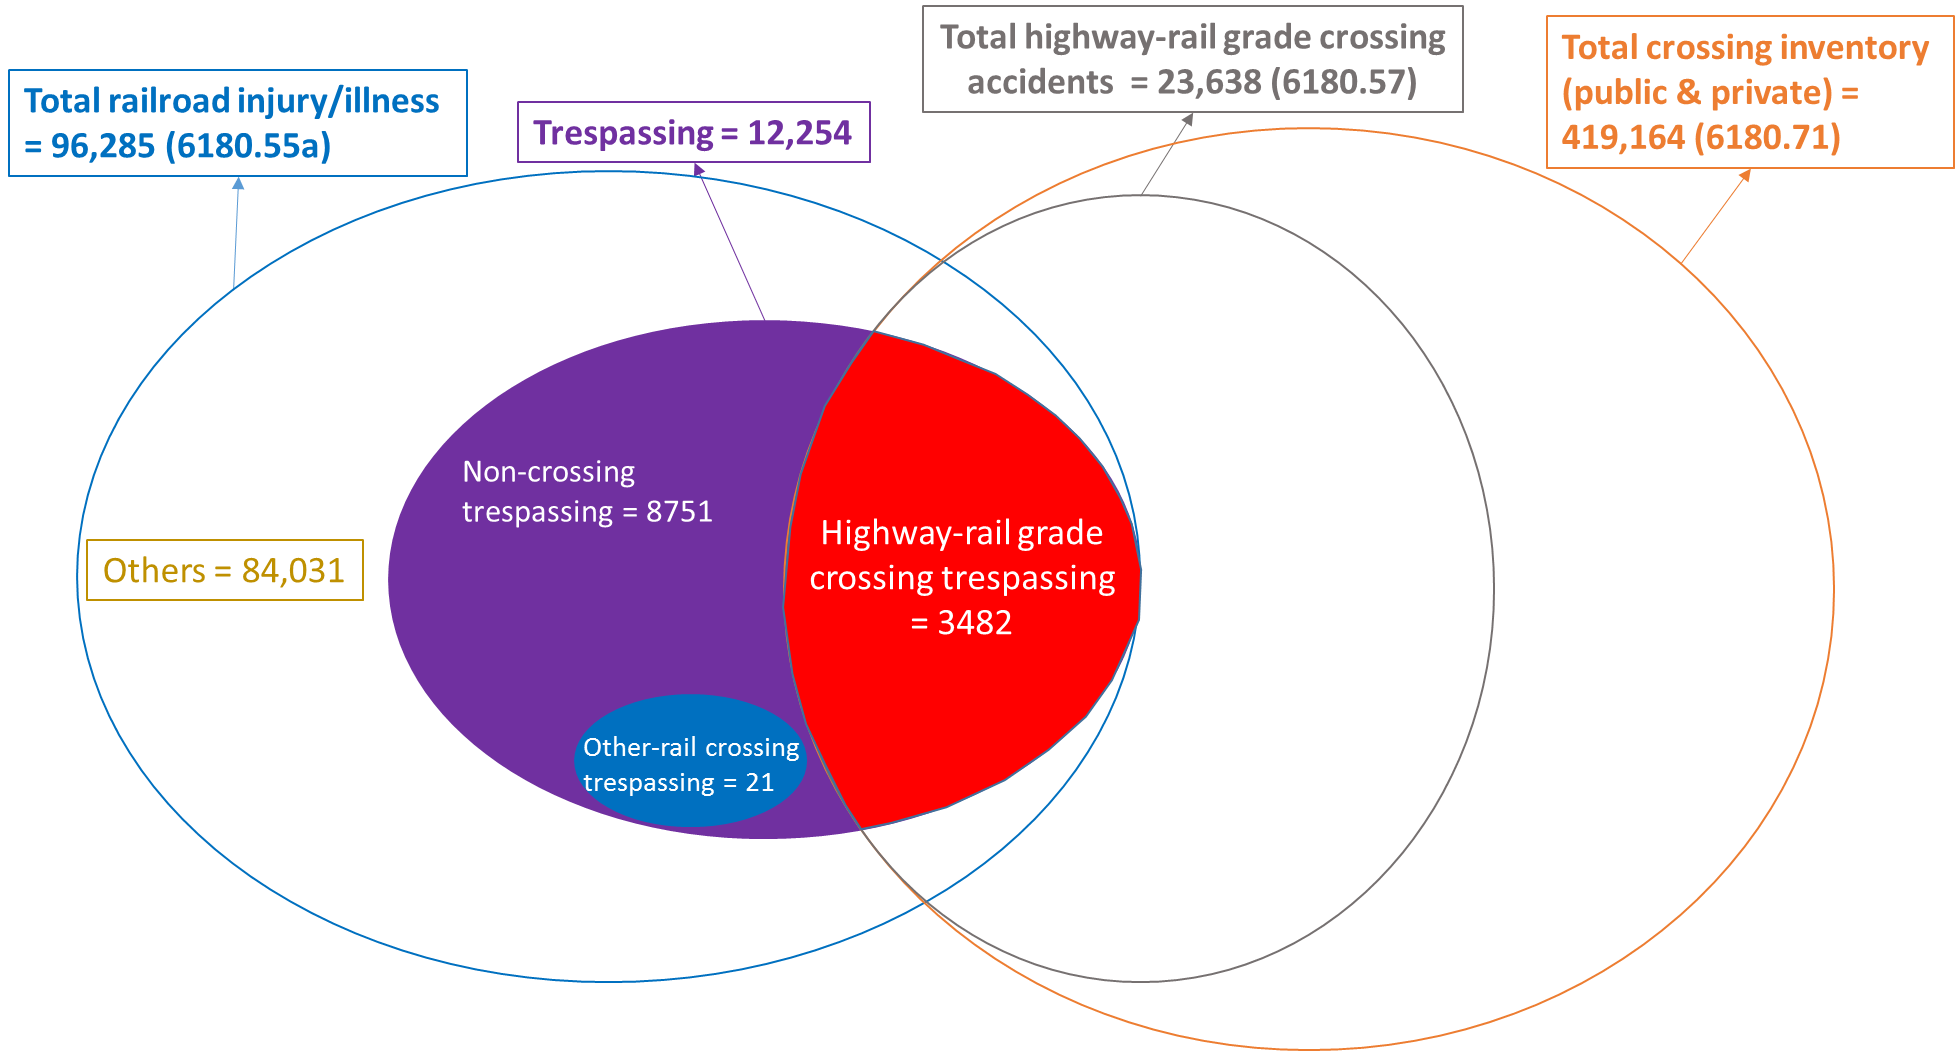 Total railroad injury/illness
= 96,285 (6180.55a)
Trespassing = 12,254
Total highway-rail grade crossing
accidents = 23,638 (6180.57)
Total crossing inventory
(public & private) =
419,164 (6180.71)
Non-crossing
trespassing = 8751
Others = 84,031
Highway-rail grade
crossing trespassing
= 3482
Other-rail crossing
trespassing = 21